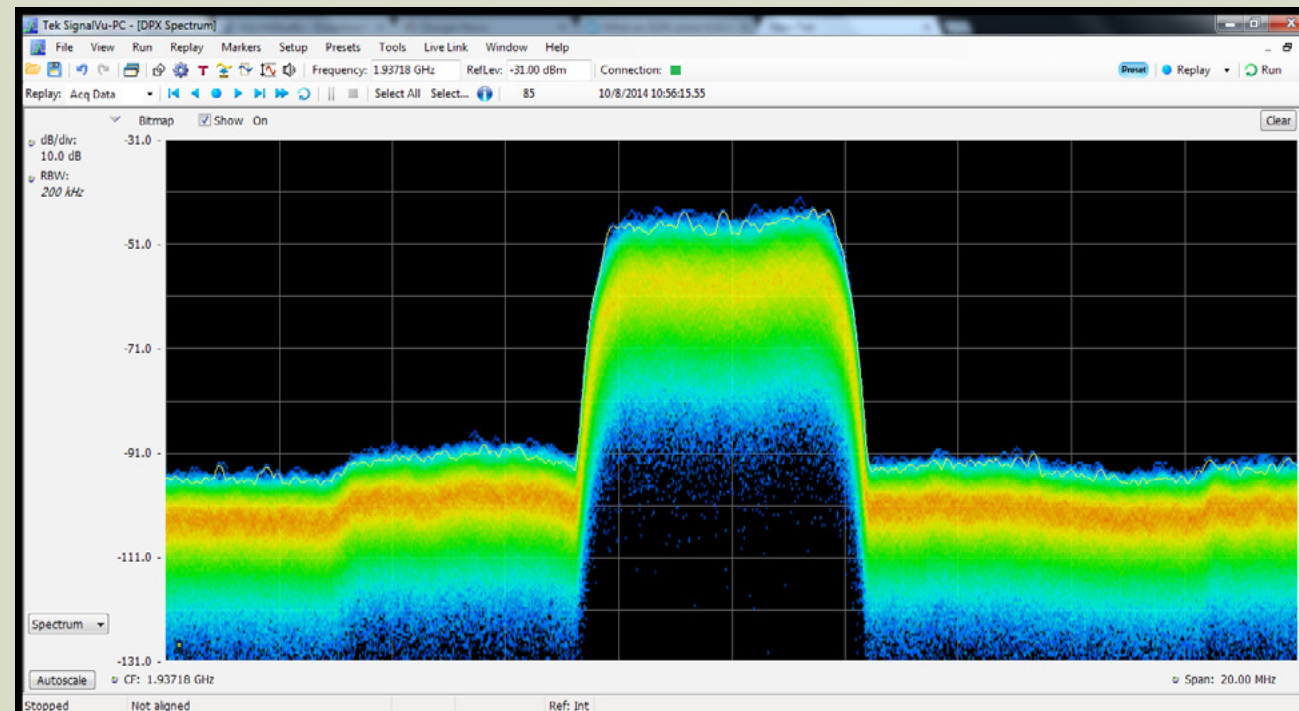 Tek SignalVu-PC - [DPX Spectrum]
File View Run Replay Markers Setup Presets Tools Live Link Window Help
Frequency: 1.93718 GHz RefLev: -31.00 dBm Connection: Preset Replay Run
Replay: Acq Data Select All Select... 85 10/8/2014 10:56:15.55
Bitmap Show On Clear
dB/div: -31.0
10.0 dB
RBW:
200 kHz
-51.0
-71.0
-91.0
-111.0
Spectrum
-131.0
Autoscale CF: 1.93718 GHz Span: 20.00 MHz
Stopped Not aligned Ref: Int